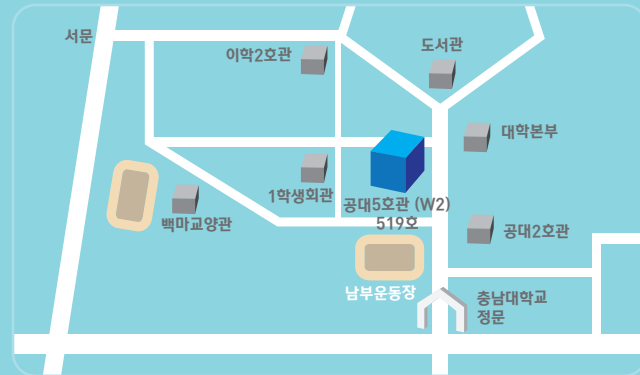 서문
이학2호관
도서관
대학본부
1학생회관
공대5호관 (W2)
519호
백마교양관
공대2호관
남부운동장
충남대학교
정문